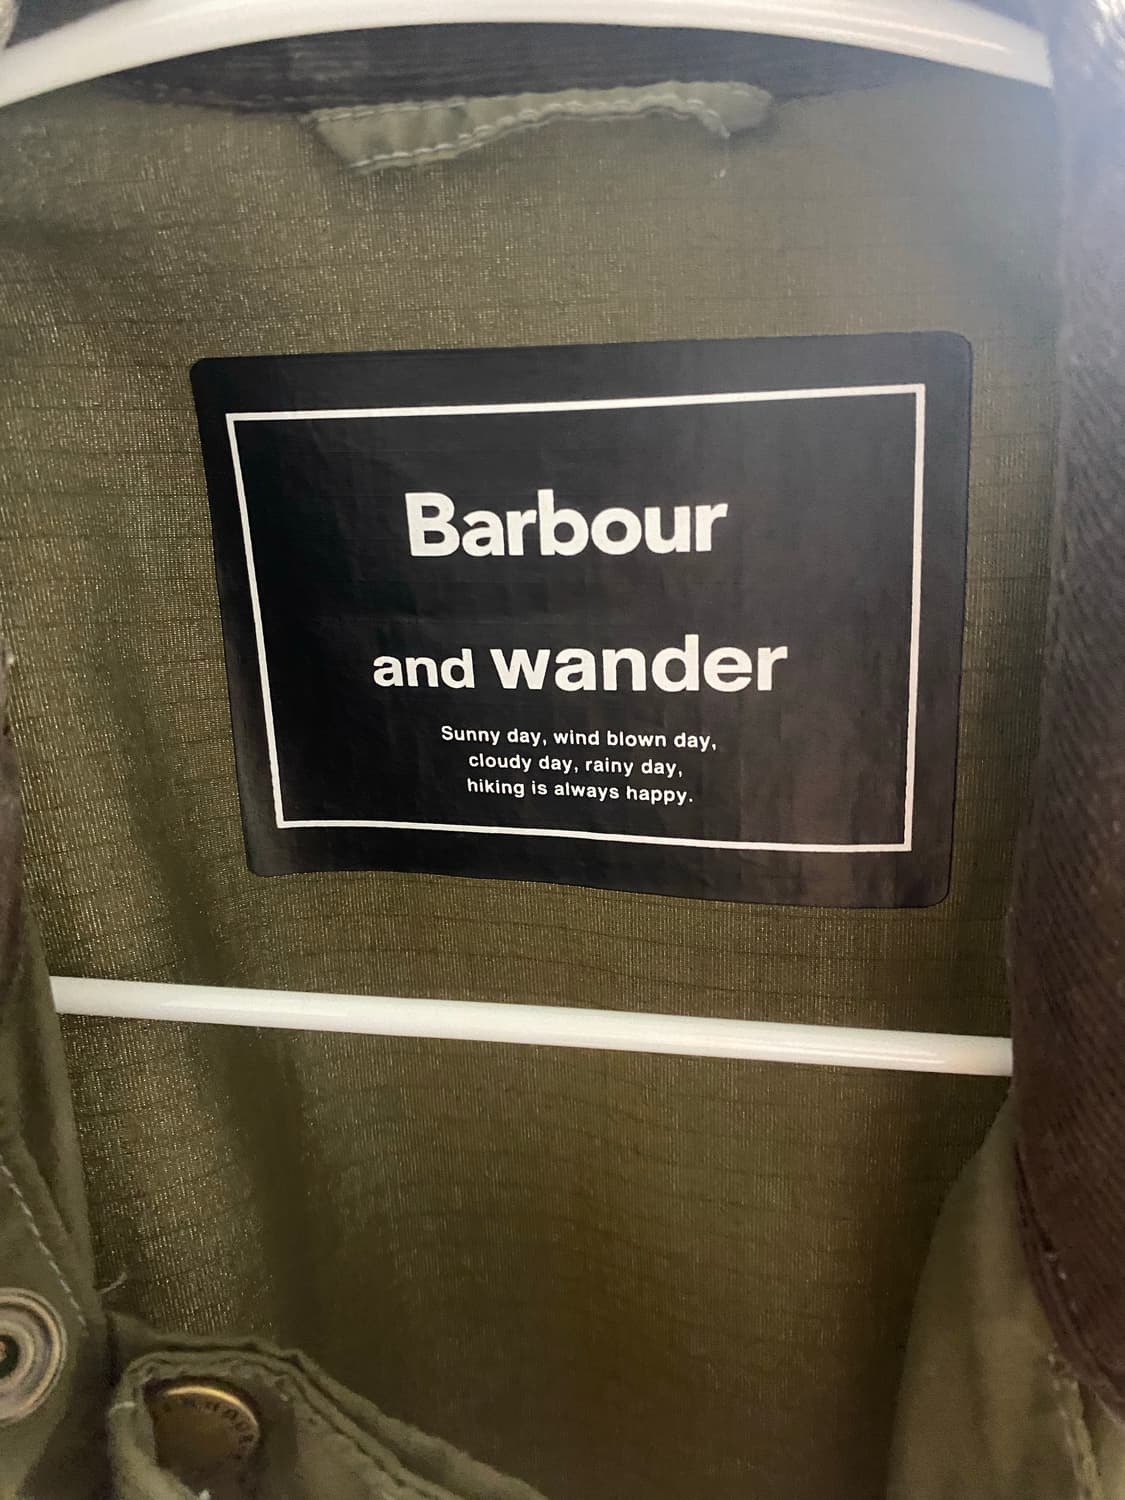 Barbour
and wander
Sunny day, wind blown day,
cloudy day, rainy day,
hiking is always happy.